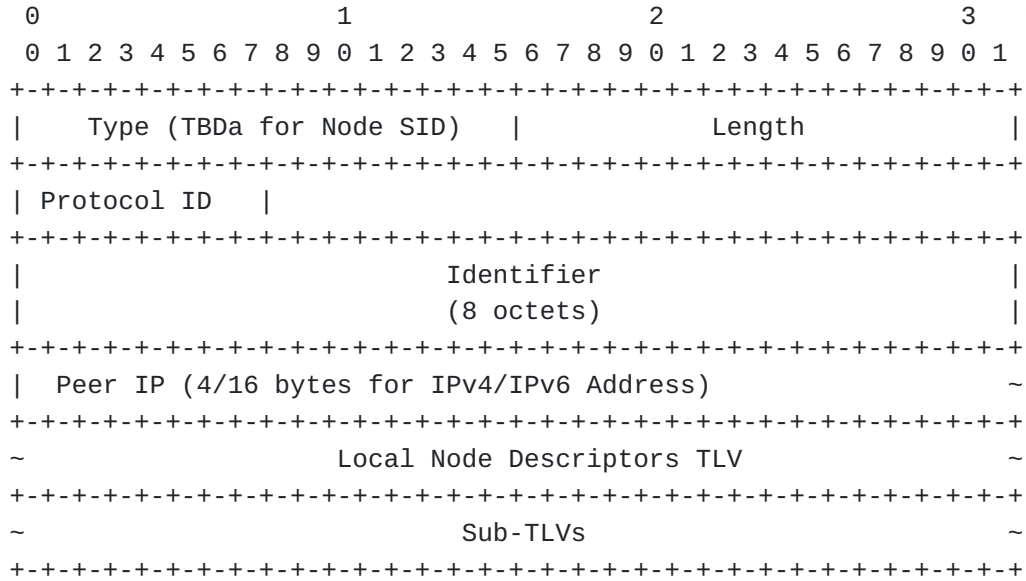 0                   1                   2                   3
 0 1 2 3 4 5 6 7 8 9 0 1 2 3 4 5 6 7 8 9 0 1 2 3 4 5 6 7 8 9 0 1
+-+-+-+-+-+-+-+-+-+-+-+-+-+-+-+-+-+-+-+-+-+-+-+-+-+-+-+-+-+-+-+-+
|    Type (TBDa for Node SID)   |            Length             |
+-+-+-+-+-+-+-+-+-+-+-+-+-+-+-+-+-+-+-+-+-+-+-+-+-+-+-+-+-+-+-+-+
| Protocol ID   |
+-+-+-+-+-+-+-+-+-+-+-+-+-+-+-+-+-+-+-+-+-+-+-+-+-+-+-+-+-+-+-+-+
|                           Identifier                          |
|                           (8 octets)                          |
+-+-+-+-+-+-+-+-+-+-+-+-+-+-+-+-+-+-+-+-+-+-+-+-+-+-+-+-+-+-+-+-+
|  Peer IP (4/16 bytes for IPv4/IPv6 Address)                   ~
+-+-+-+-+-+-+-+-+-+-+-+-+-+-+-+-+-+-+-+-+-+-+-+-+-+-+-+-+-+-+-+-+
~                    Local Node Descriptors TLV                 ~
+-+-+-+-+-+-+-+-+-+-+-+-+-+-+-+-+-+-+-+-+-+-+-+-+-+-+-+-+-+-+-+-+
~                            Sub-TLVs                           ~
+-+-+-+-+-+-+-+-+-+-+-+-+-+-+-+-+-+-+-+-+-+-+-+-+-+-+-+-+-+-+-+-+